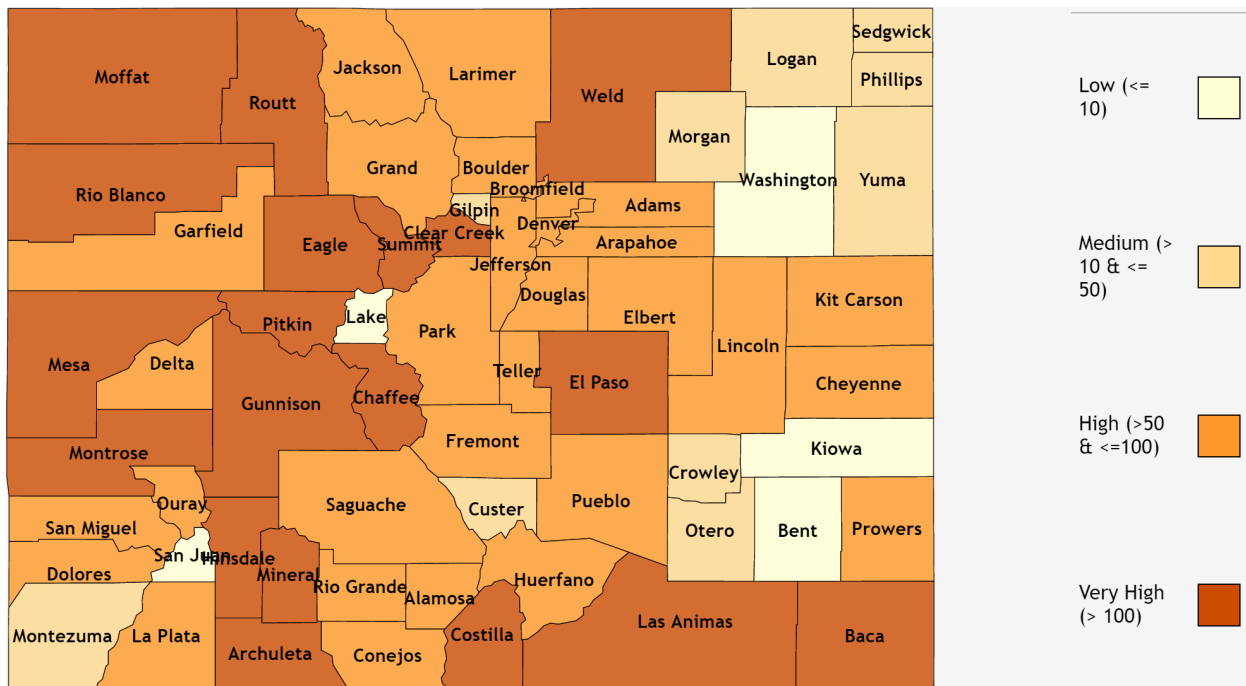 Sedgwick
Logan
Jackson
Larimer
Moffat
Phillips
Low (<=
10)
Weld
Routt
Morgan
Grand
Boulder
Washington
Yuma
Rio Blanco
Broomfield
Gilpin
Adams
Garfield
Denver
Clear Creek
Eagle
Summit
Arapahoe
Medium (>
10 & <=
50)
Jefferson
Douglas
Kit Carson
Lake
Elbert
Pitkin
Park
Lincoln
Mesa
Delta
Teller
El Paso
Cheyenne
Gunnison
Chaffee
High (>50
& <=100)
Fremont
Kiowa
Montrose
Crowley
Ouray
Saguache
Custer
Pueblo
San Miguel
Otero
Bent
Prowers
San Juan
Hinsdale
Dolores
Mineral
Rio Grande
Huerfano
Alamosa
Very High
(> 100)
Montezuma
La Plata
Costilla
Las Animas
Baca
Archuleta
Conejos